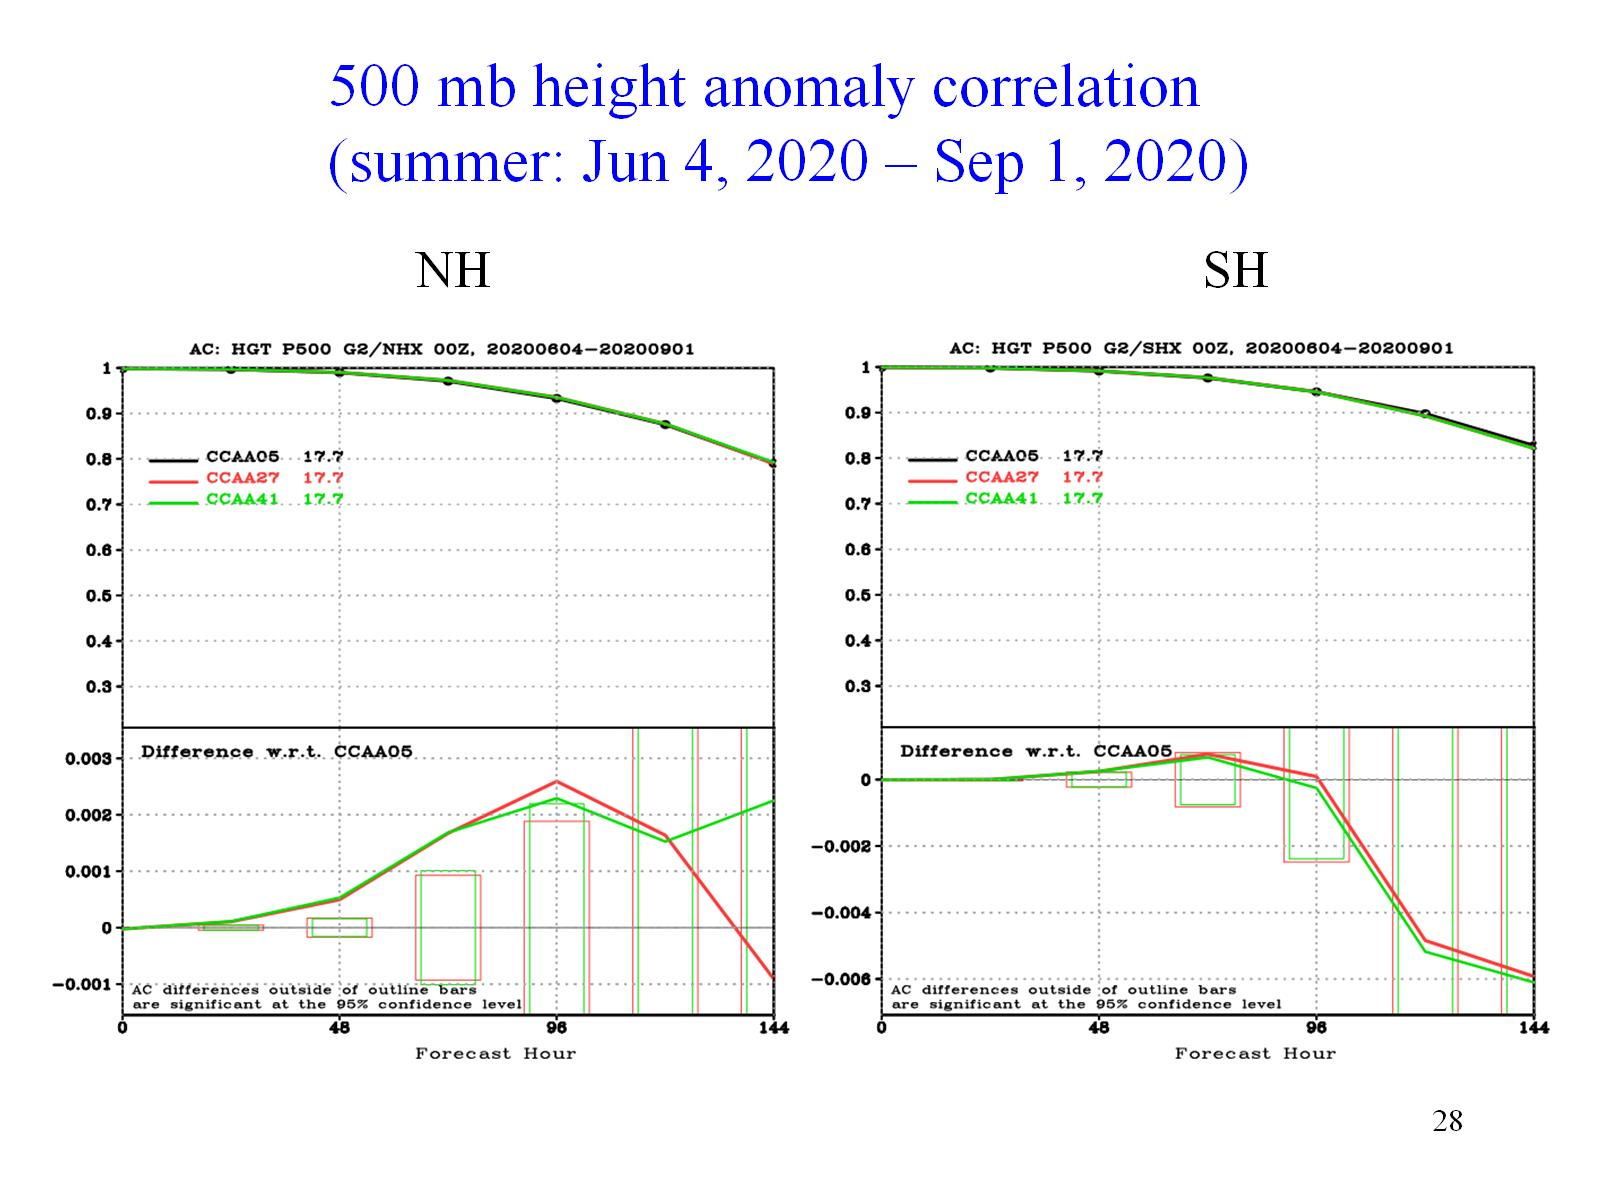 500 mb height anomaly correlation
(summer: Jun 4, 2020 – Sep 1, 2020)
NH
SH
AC: HGT P500 G2/NHX 00Z, 20200604–20200901
1
0.9
0.8
0.7
0.6
0.5
0.4
0.3
CCAA05 17.7
CCAA27 17.7
CCAA41 17.7
Difference w.r.t. CCAA05
0.003
0.002
0.001
0
−0.001
AC differences outside of outline bars
are significant at the 95% confidence level
0 48 96 144
Forecast Hour
AC: HGT P500 G2/SHX 00Z, 20200604–20200901
1
0.9
0.8
0.7
0.6
0.5
0.4
0.3
CCAA05 17.7
CCAA27 17.7
CCAA41 17.7
Difference w.r.t. CCAA05
0
−0.002
−0.004
−0.006
AC differences outside of outline bars
are significant at the 95% confidence level
0 48 96 144
Forecast Hour
28